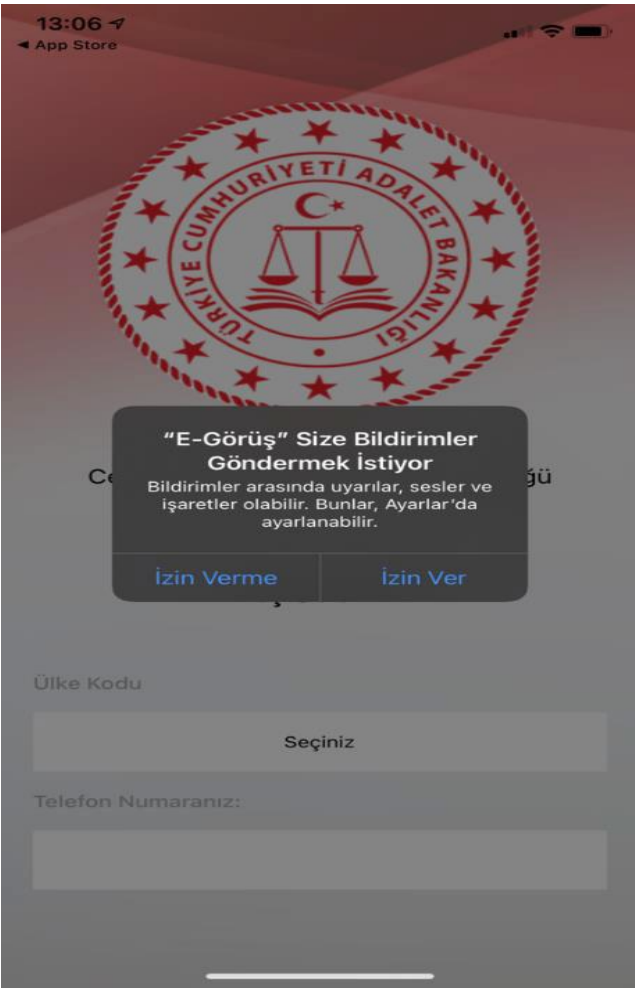 13:06
◀ App Store
TÜRKİYE CUMHURİYETİ ADALET BAKANLIĞI
"E-Görüş" Size Bildirimler
Göndermek İstiyor
Bildirimler arasında uyarılar, sesler ve
işaretler olabilir. Bunlar, Ayarlar'da
ayarlanabilir.
İzin Verme
İzin Ver
Ülke Kodu
Seçiniz
Telefon Numaranız: